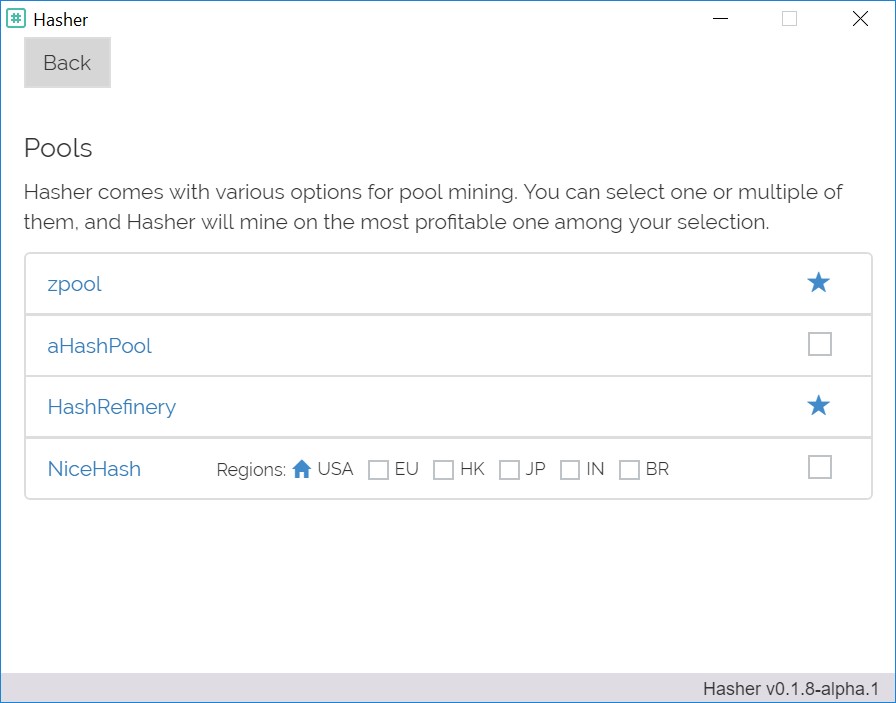 Hasher
Back
Pools
Hasher comes with various options for pool mining. You can select one or multiple of
them, and Hasher will mine on the most profitable one among your selection.
zpool
aHashPool
HashRefinery
NiceHash Regions: USA EU HK JP IN BR
Hasher v0.1.8-alpha.1